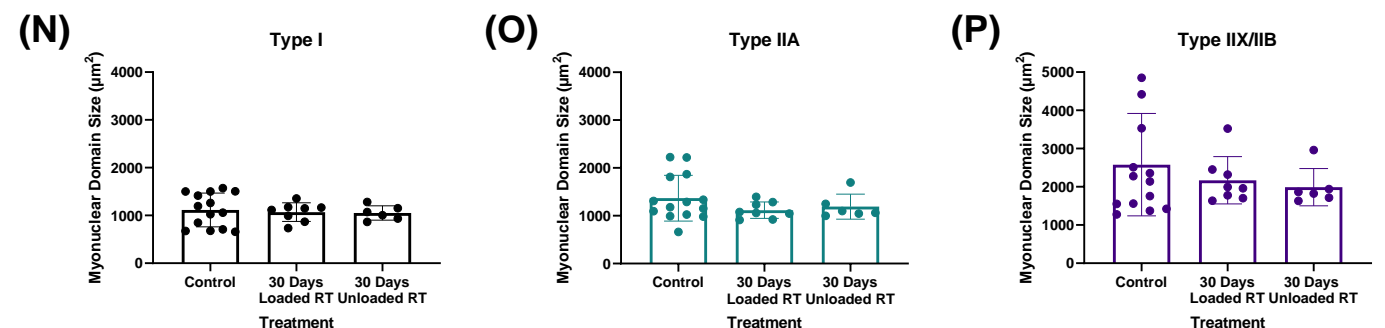 (N)
Type I
Myonuclear Domain Size (µm²)
4000
3000
2000
1000
0
Control
30 Days
Loaded RT
30 Days
Unloaded RT
Treatment
(O)
Type IIA
Myonuclear Domain Size (µm²)
4000
3000
2000
1000
0
Control
30 Days
Loaded RT
30 Days
Unloaded RT
Treatment
(P)
Type IIX/IIB
Myonuclear Domain Size (µm²)
5000
4000
3000
2000
1000
0
Control
30 Days
Loaded RT
30 Days
Unloaded RT
Treatment